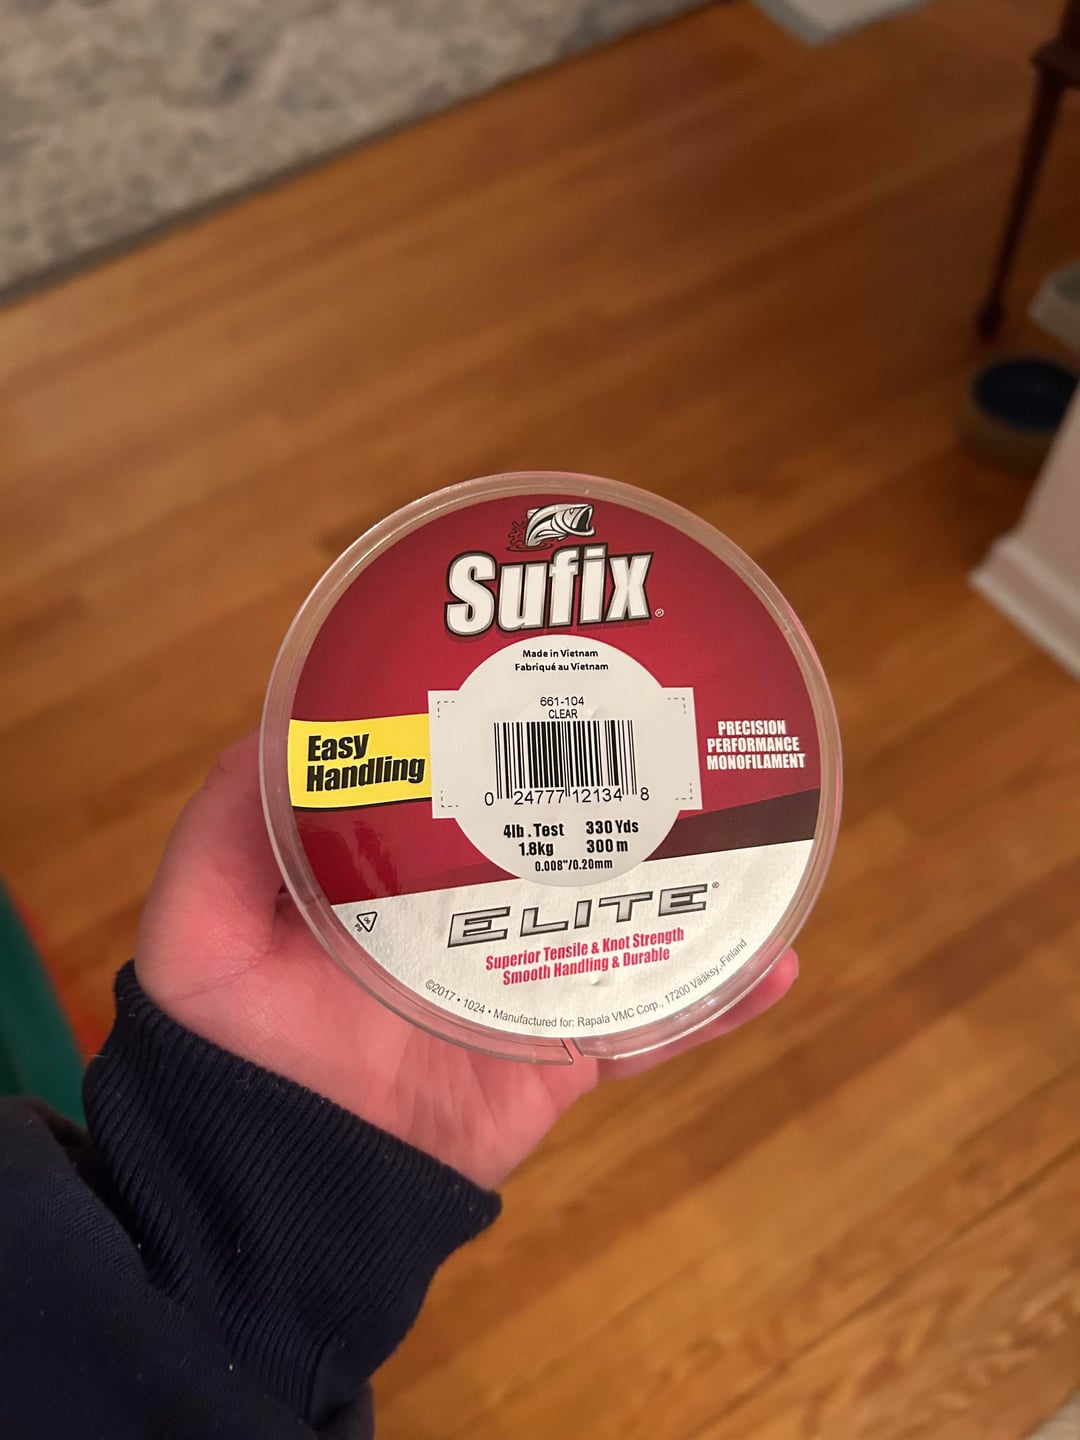 Sufix®
Made in Vietnam
Fabriqué au Vietnam
661-104
CLEAR
Easy
Handling
PRECISION
PERFORMANCE
MONOFILAMENT
0 24777 12134 8
4lb. Test 330 Yds
1.8kg 300 m
0.008"/0.20mm
ELITE®
Superior Tensile & Knot Strength
Smooth Handling & Durable
©2017 • 1024 • Manufactured for: Rapala VMC Corp., 17200 Vääksy, Finland